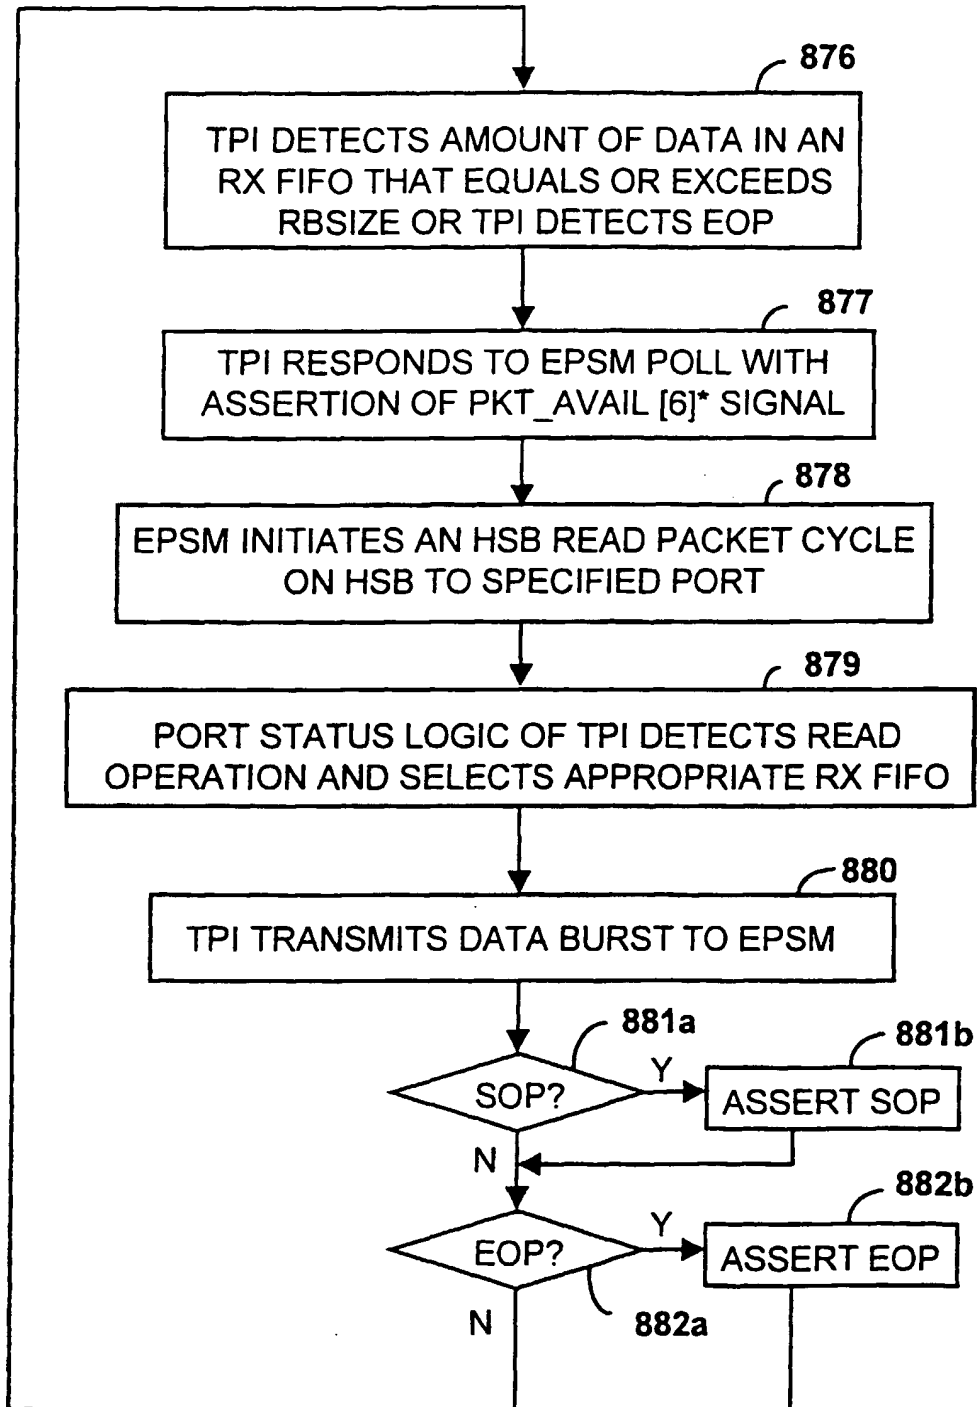 876
TPI DETECTS AMOUNT OF DATA IN AN
RX FIFO THAT EQUALS OR EXCEEDS
RBSIZE OR TPI DETECTS EOP
877
TPI RESPONDS TO EPSM POLL WITH
ASSERTION OF PKT_AVAIL [6]* SIGNAL
878
EPSM INITIATES AN HSB READ PACKET CYCLE
ON HSB TO SPECIFIED PORT
879
PORT STATUS LOGIC OF TPI DETECTS READ
OPERATION AND SELECTS APPROPRIATE RX FIFO
880
TPI TRANSMITS DATA BURST TO EPSM
881a
881b
SOP?
Y
ASSERT SOP
N
882b
EOP?
Y
ASSERT EOP
N
882a